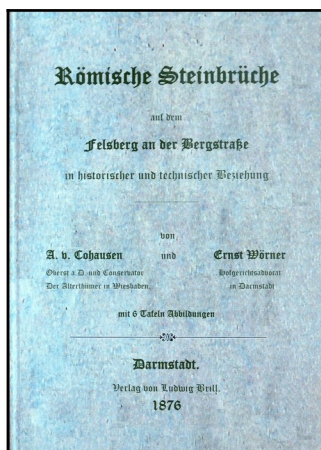 Römische Steinbrüche
auf dem
Felsberg an der Bergstraße
in historischer und technischer Beziehung
von
A. v. Cohausen und Ernst Wörner
Oberst a.D. und Conservator Hofgerichtsadvocat
Der Alterthümer in Wiesbaden. in Darmstadt
mit 6 Tafeln Abbildungen
Darmstadt.
Verlag von Ludwig Brill.
1876